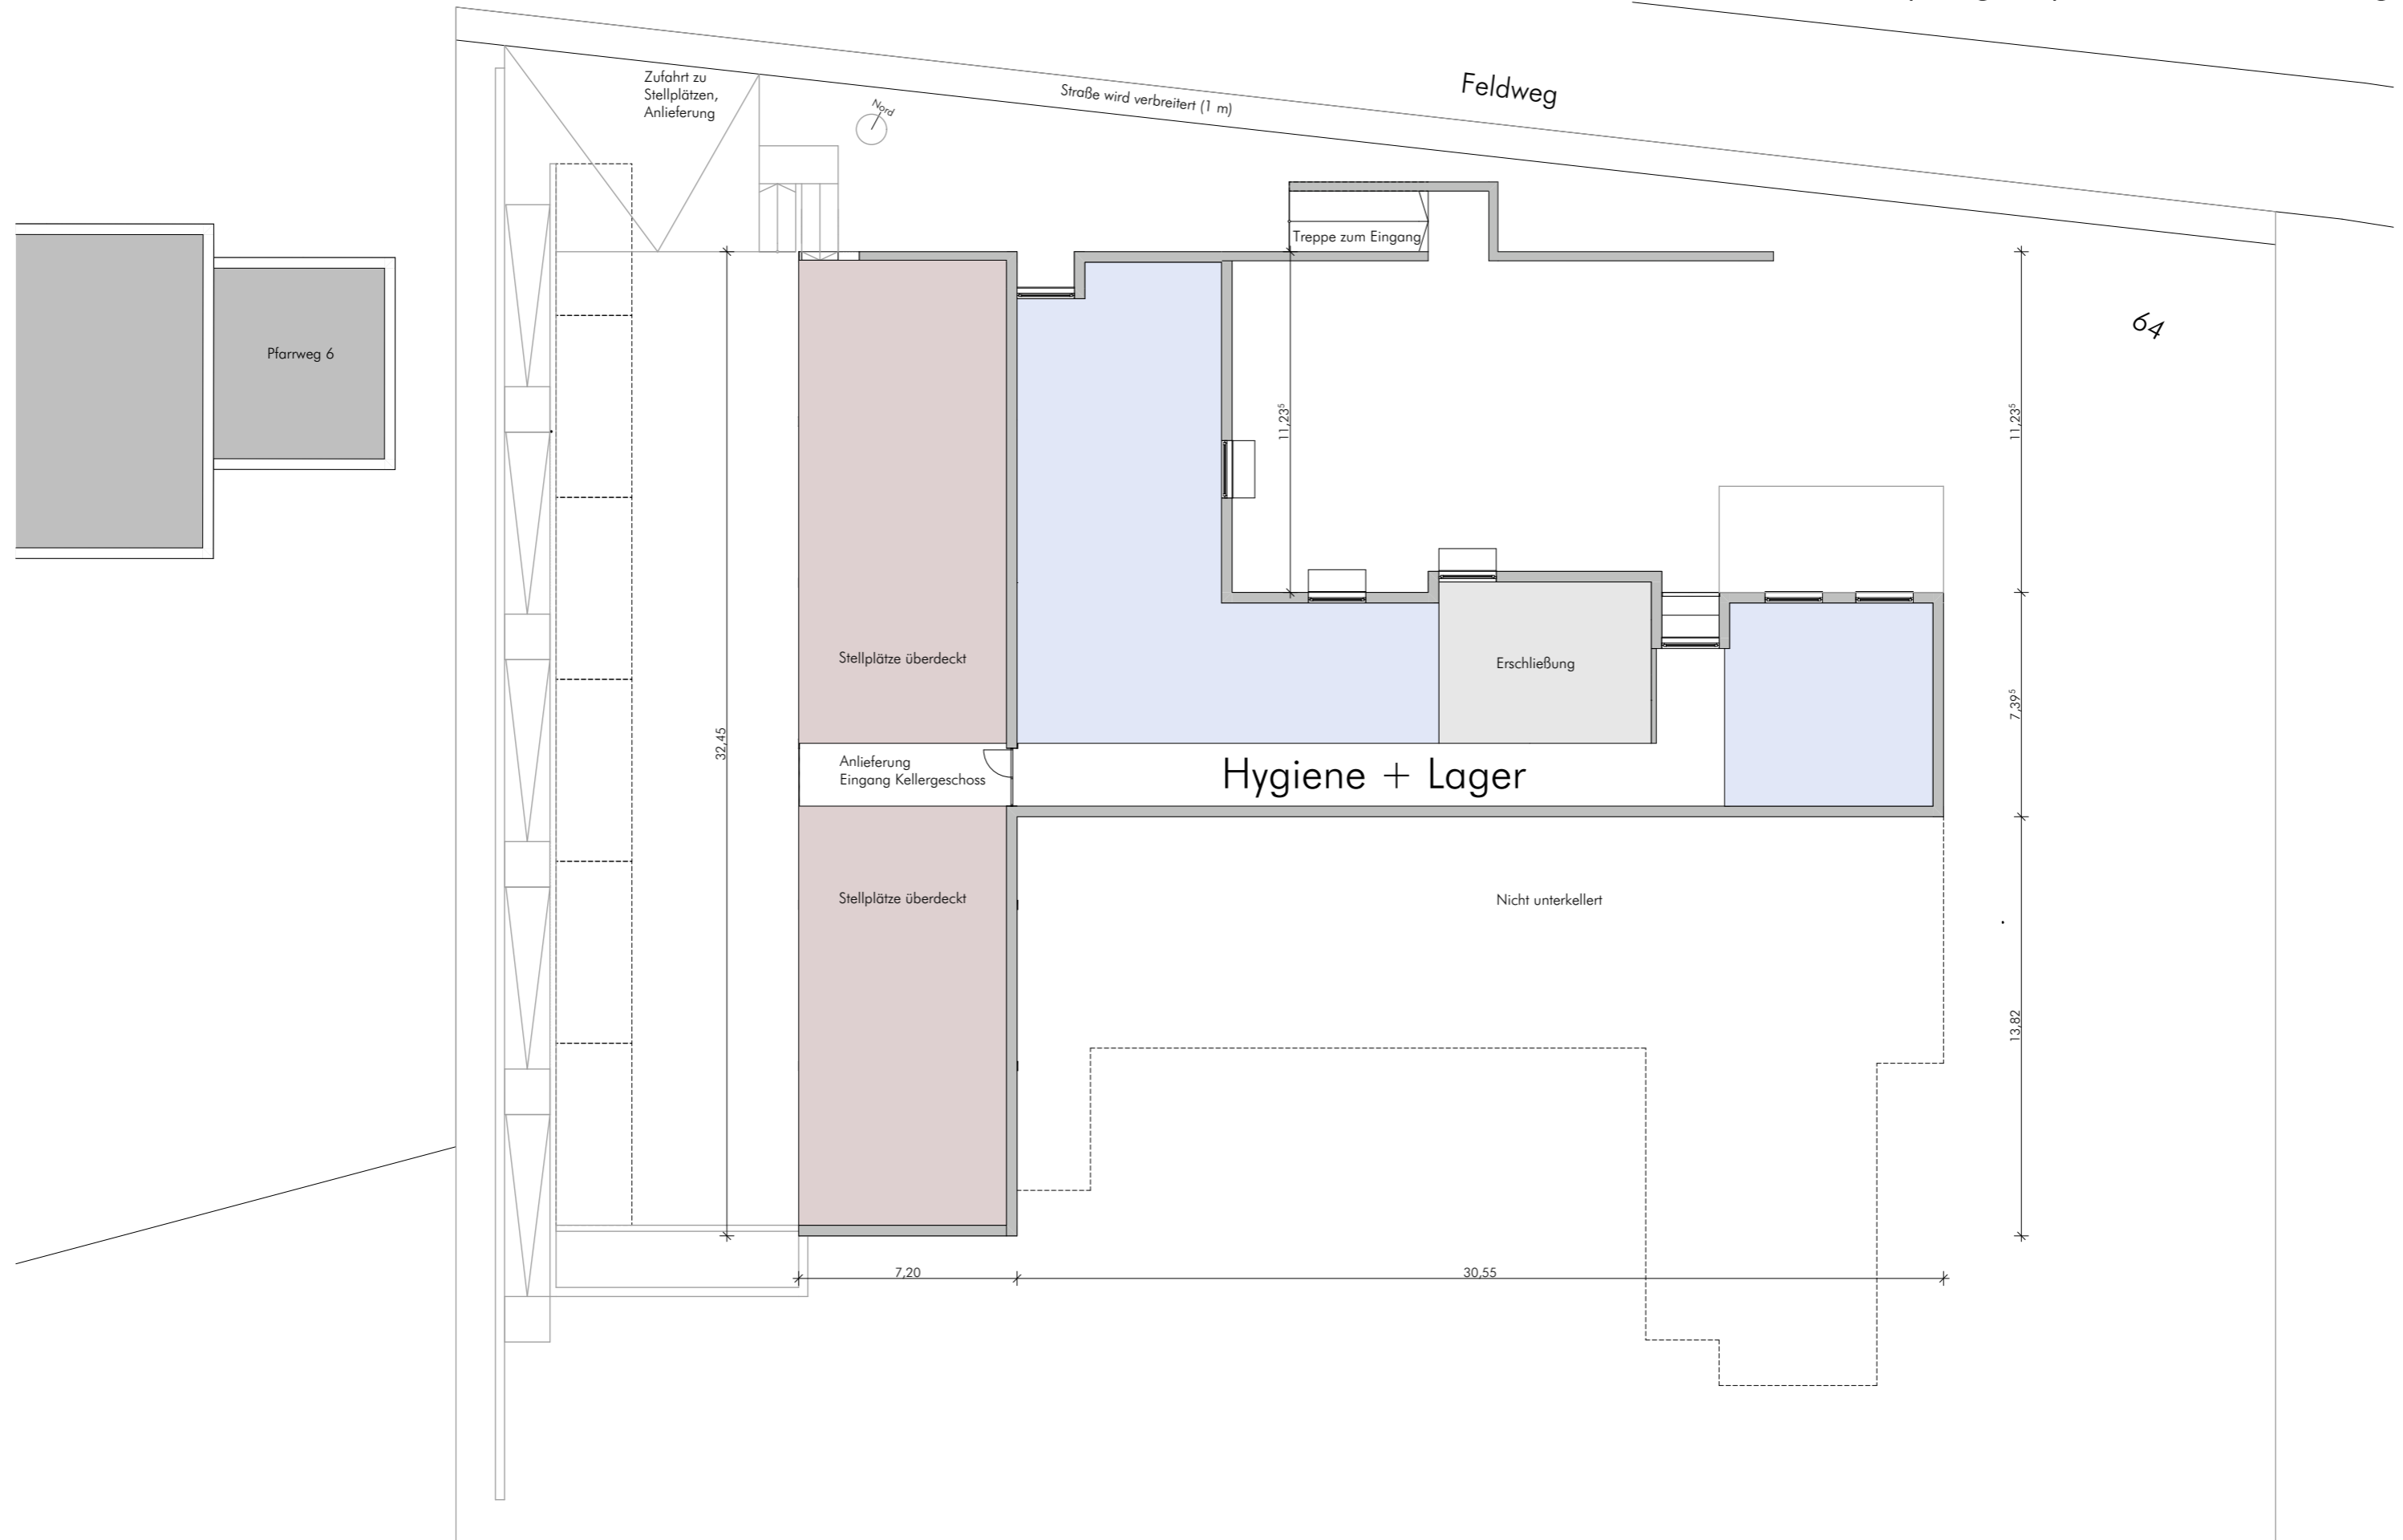 Feldweg
Straße wird verbreitert (1 m)
Zufahrt zu
Stellplätzen,
Anlieferung
Nord
Treppe zum Eingang
64
Pfarrweg 6
11,23⁵
11,23⁵
Stellplätze überdeckt
Erschließung
7,39⁵
32,45
Anlieferung
Eingang Kellergeschoss
Hygiene + Lager
Stellplätze überdeckt
Nicht unterkellert
13,82
7,20
30,55